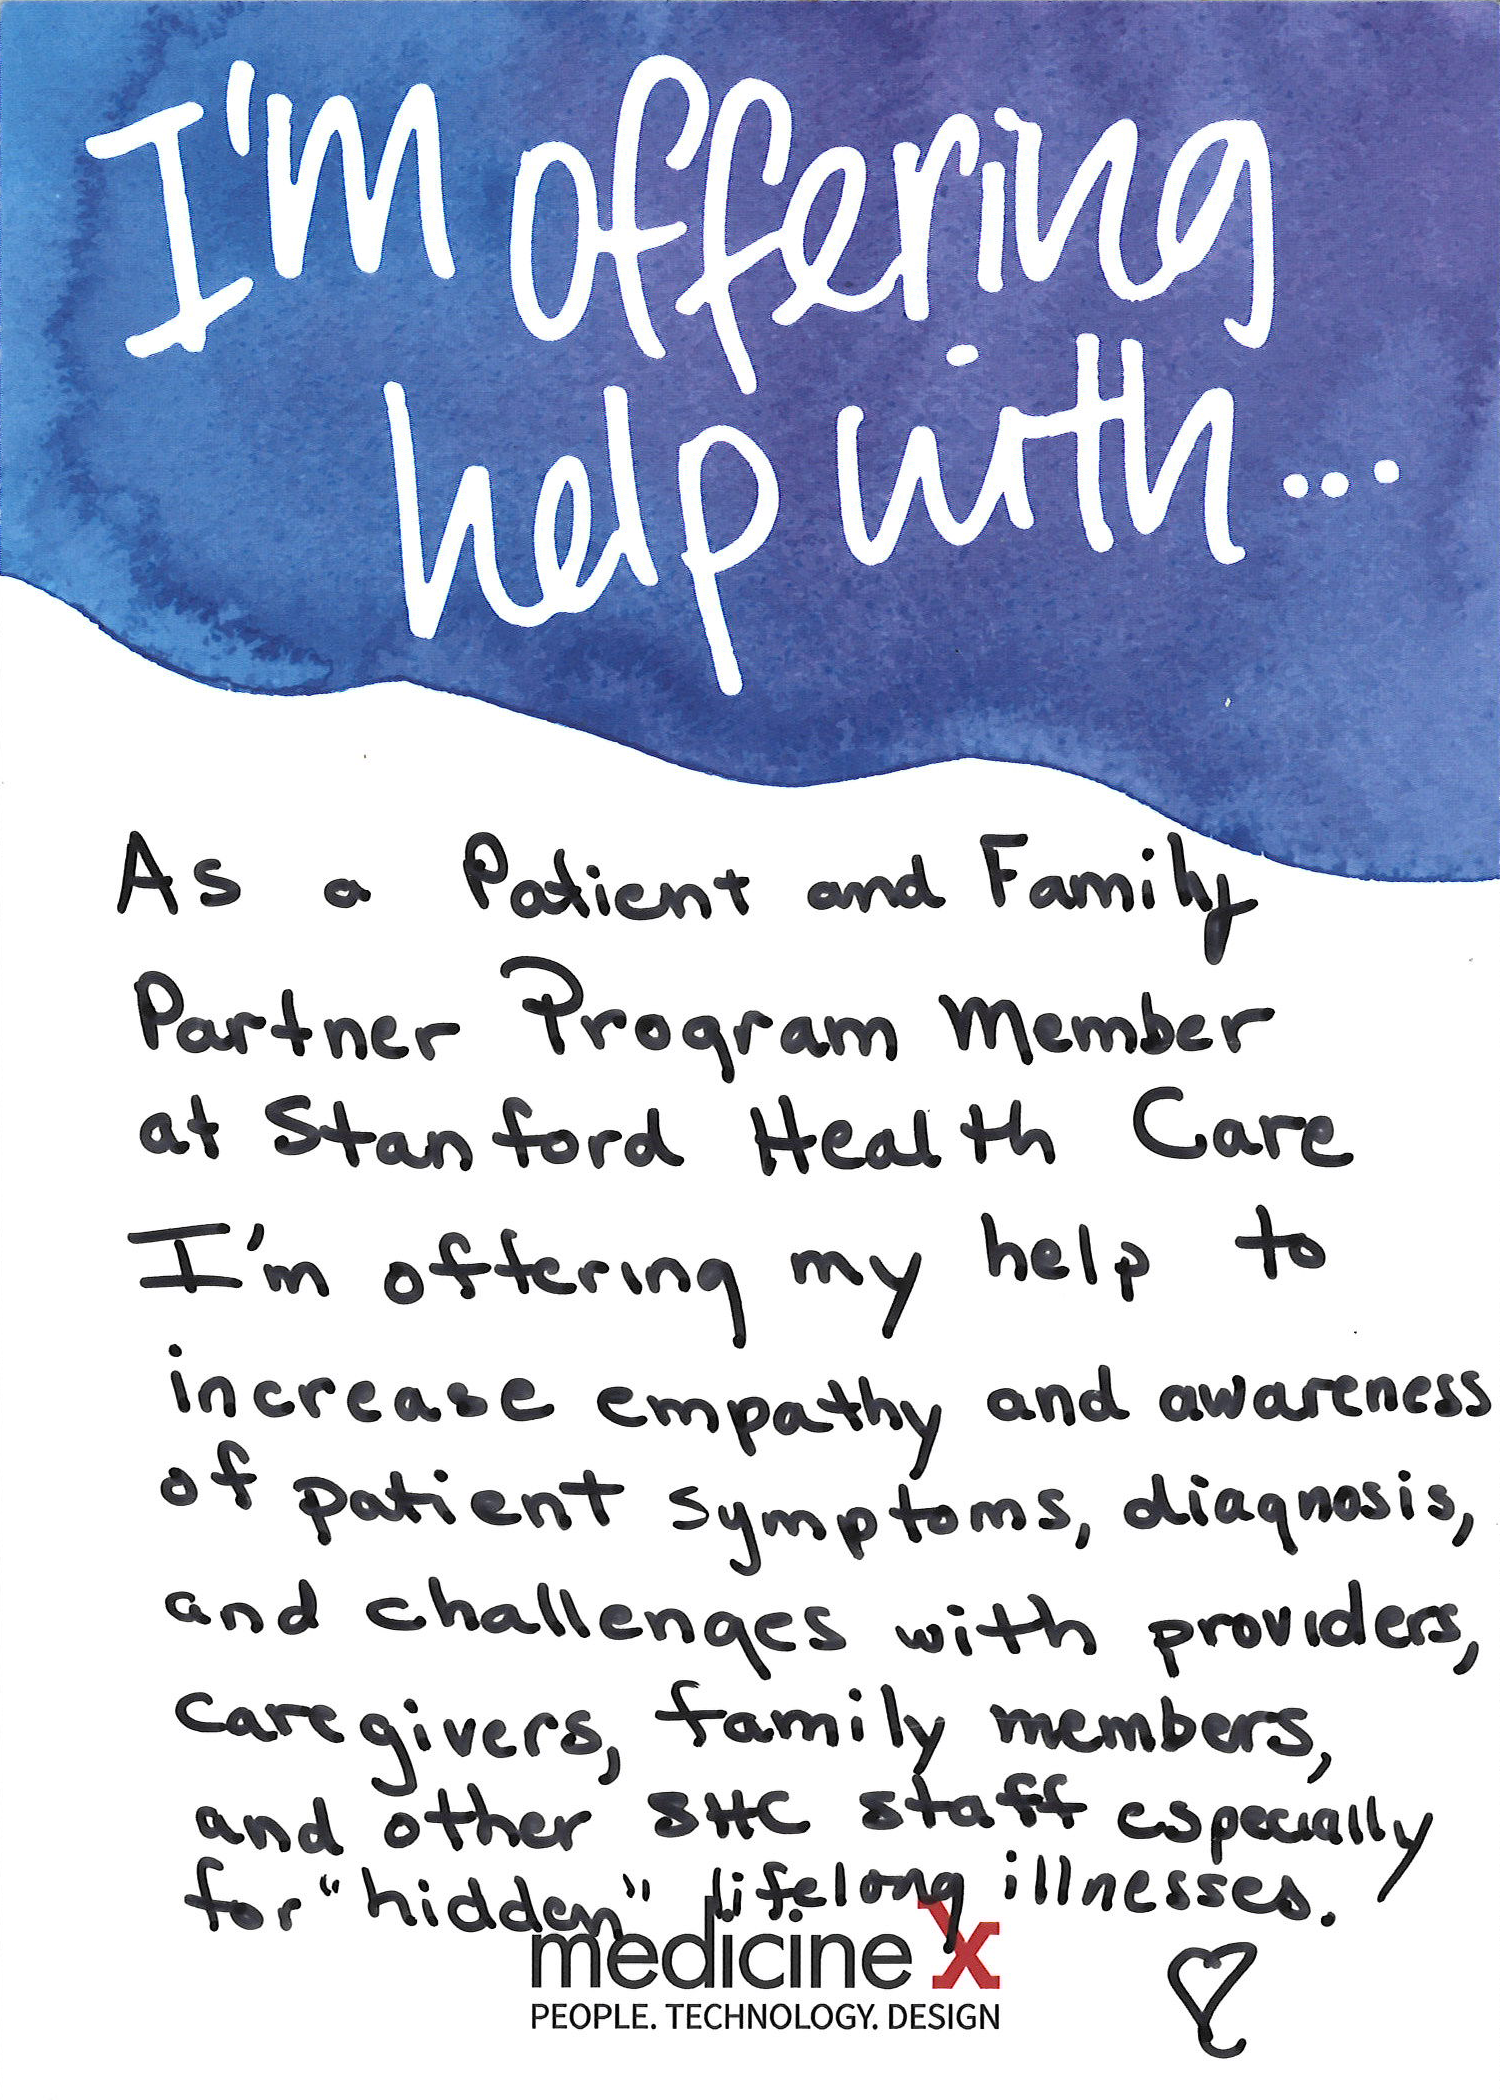 I'm offering
help with...
As a Patient and Family
Partner Program Member
at Stanford Health Care
I'm offering my help to
increase empathy and awareness
of patient symptoms, diagnosis,
and challenges with providers,
caregivers, family members,
and other SHC staff especially
for "hidden" lifelong illnesses.
medicine X
PEOPLE. TECHNOLOGY. DESIGN